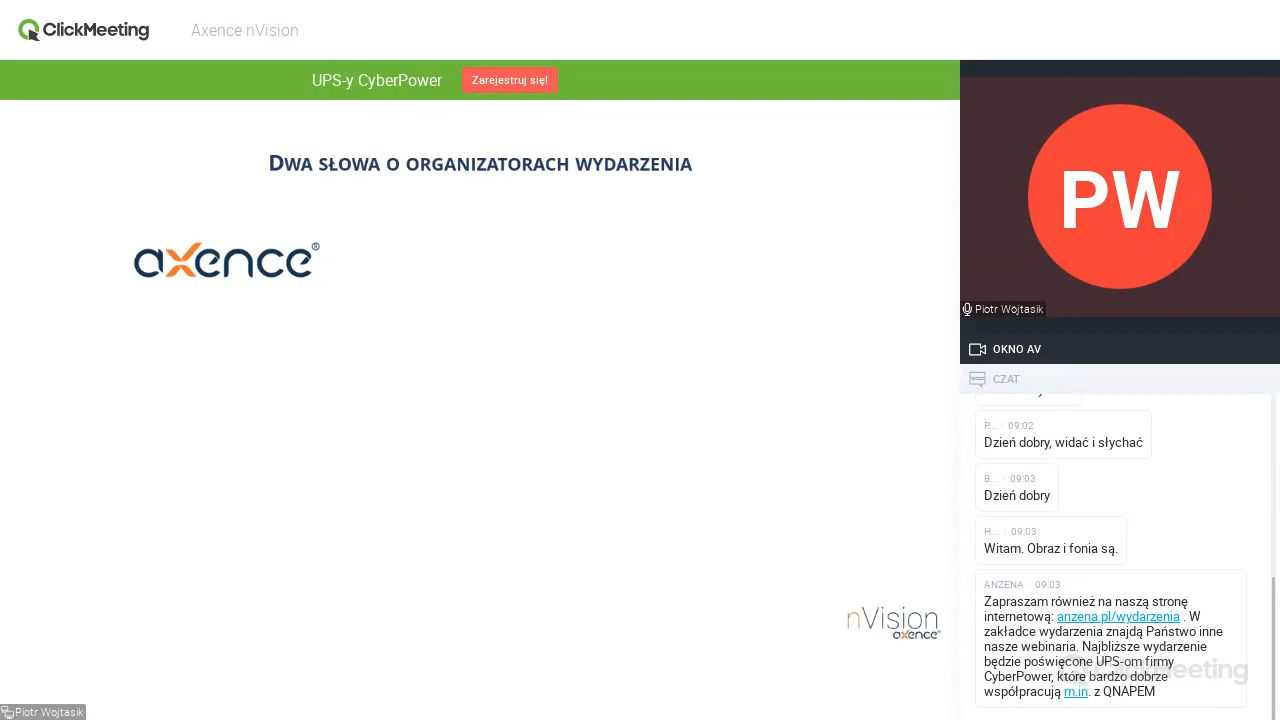 ClickMeeting
Axence nVision
UPS-y CyberPower
Zarejestruj się!
DWA SŁOWA O ORGANIZATORACH WYDARZENIA
axence®
nVision
axence®
Piotr Wojtasik
PW
Piotr Wojtasik
OKNO AV
CZAT
P... 09:02
Dzień dobry, widać i słychać
B... 09:03
Dzień dobry
H... 09:03
Witam. Obraz i fonia są.
ANZENA 09:03
Zapraszam również na naszą stronę
internetową: anzena.pl/wydarzenia . W
zakładce wydarzenia znajdą Państwo inne
nasze webinaria. Najbliższe wydarzenie
będzie poświęcone UPS-om firmy
CyberPower, które bardzo dobrze
współpracują m.in. z QNAPEM
ClickMeeting